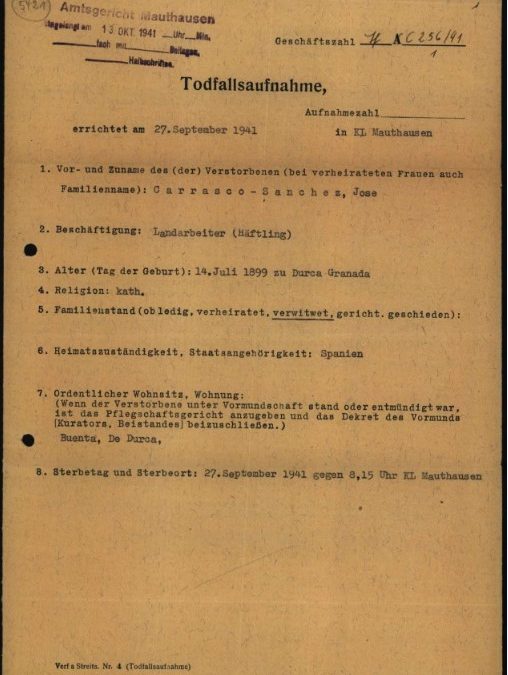 5421
Amtsgericht Mauthausen
Eingelangt am 13 OKT. 1941 Uhr Min.
fach mit Beilagen,
Halbschriften.
Geschäftszahl C 256/41
1
Todfallsaufnahme,
Aufnahmezahl
errichtet am 27.September 1941 in KL Mauthausen
1. Vor- und Zuname des (der) Verstorbenen (bei verheirateten Frauen auch
Familienname): Carrasco-Sanchez, Jose
2. Beschäftigung: Landarbeiter (Häftling)
3. Alter (Tag der Geburt): 14.Juli 1899 zu Durca Granada
4. Religion: kath.
5. Familienstand (ob ledig, verheiratet, verwitwet, gericht. geschieden):
6. Heimatszuständigkeit, Staatsangehörigkeit: Spanien
7. Ordentlicher Wohnsitz, Wohnung:
(Wenn der Verstorbene unter Vormundschaft stand oder entmündigt war,
ist das Pflegschaftsgericht anzugeben und das Dekret des Vormunds
(Kurators, Beistandes) beizuschließen.)
Buenta, De Durca,
8. Sterbetag und Sterbeort: 27.September 1941 gegen 8,15 Uhr KL Mauthausen
Verf a Streits. Nr. 4 (Todfallsaufnahme)